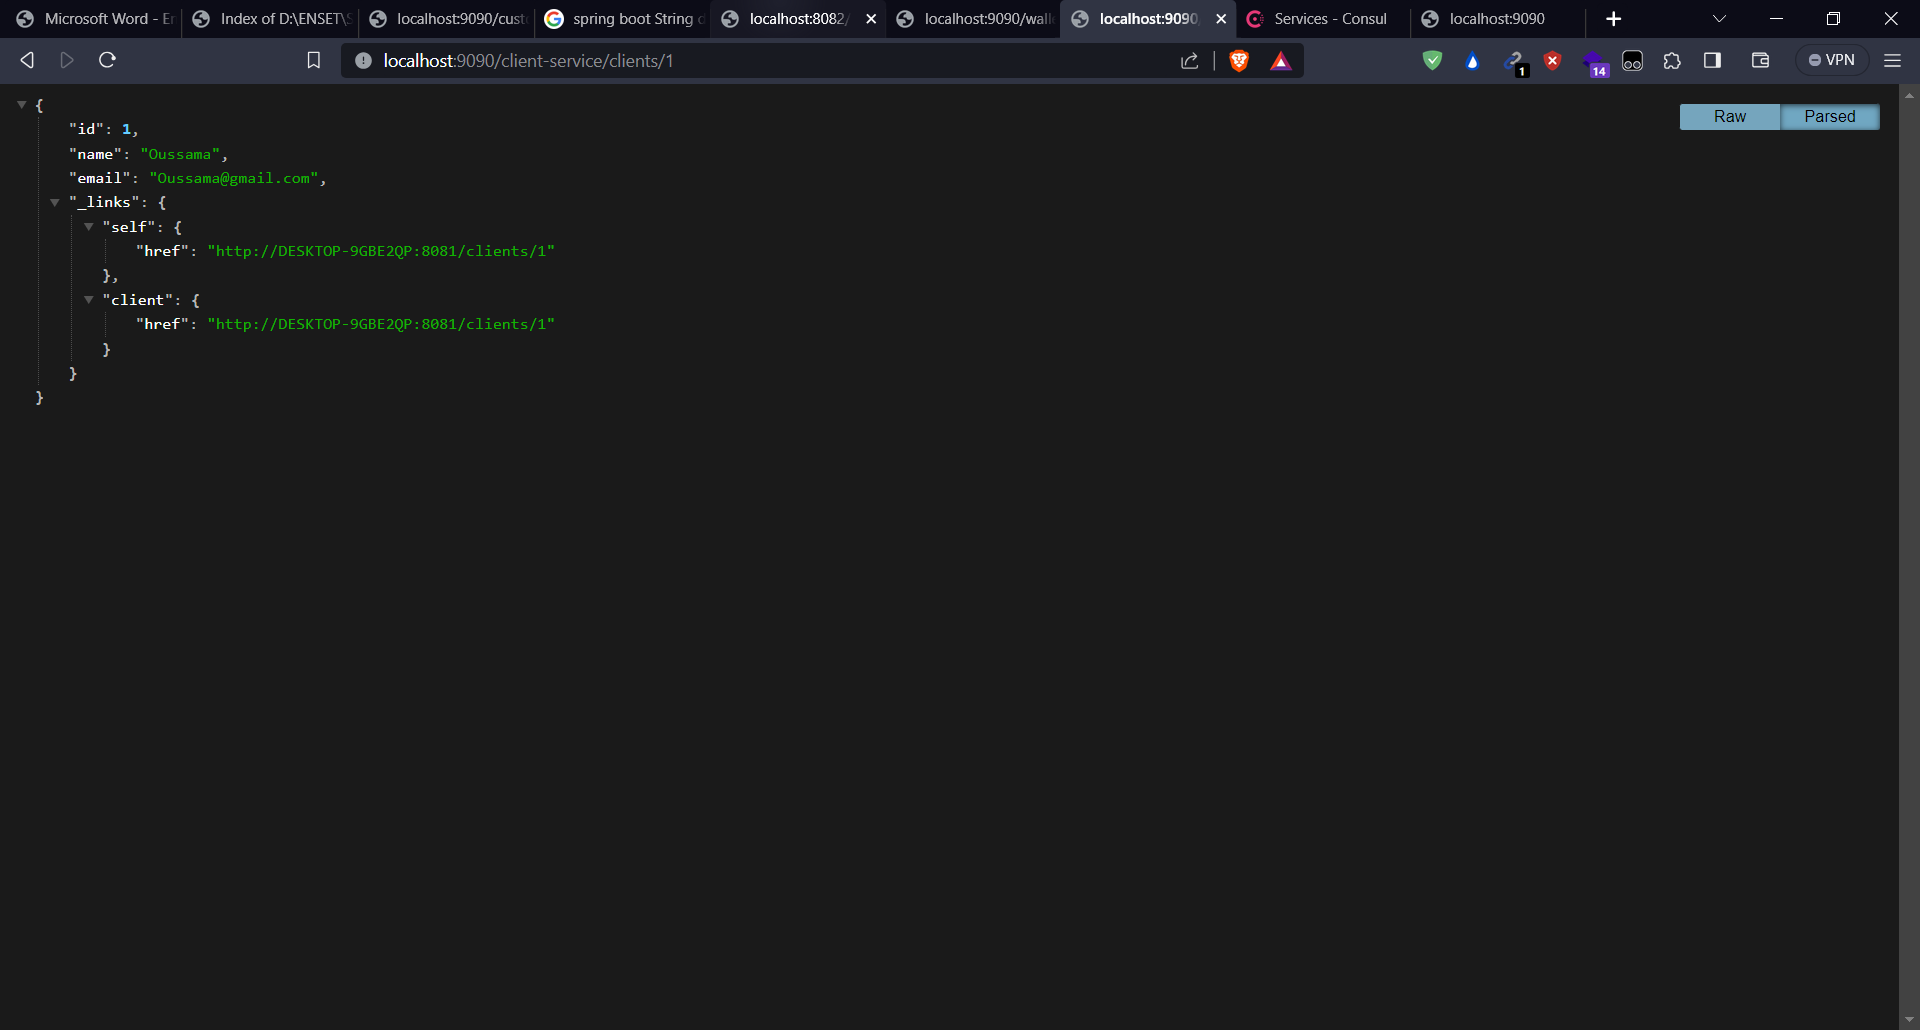 Microsoft Word - Er
Index of D:\ENSET\S
localhost:9090/cust
spring boot String c
localhost:8082/
localhost:9090/wall
localhost:9090
Services - Consul
localhost:9090
localhost:9090/client-service/clients/1
1
14
VPN
Raw
Parsed
{
"id": 1,
"name": "Oussama",
"email": "Oussama@gmail.com",
"_links": {
"self": {
"href": "http://DESKTOP-9GBE2QP:8081/clients/1"
},
"client": {
"href": "http://DESKTOP-9GBE2QP:8081/clients/1"
}
}
}